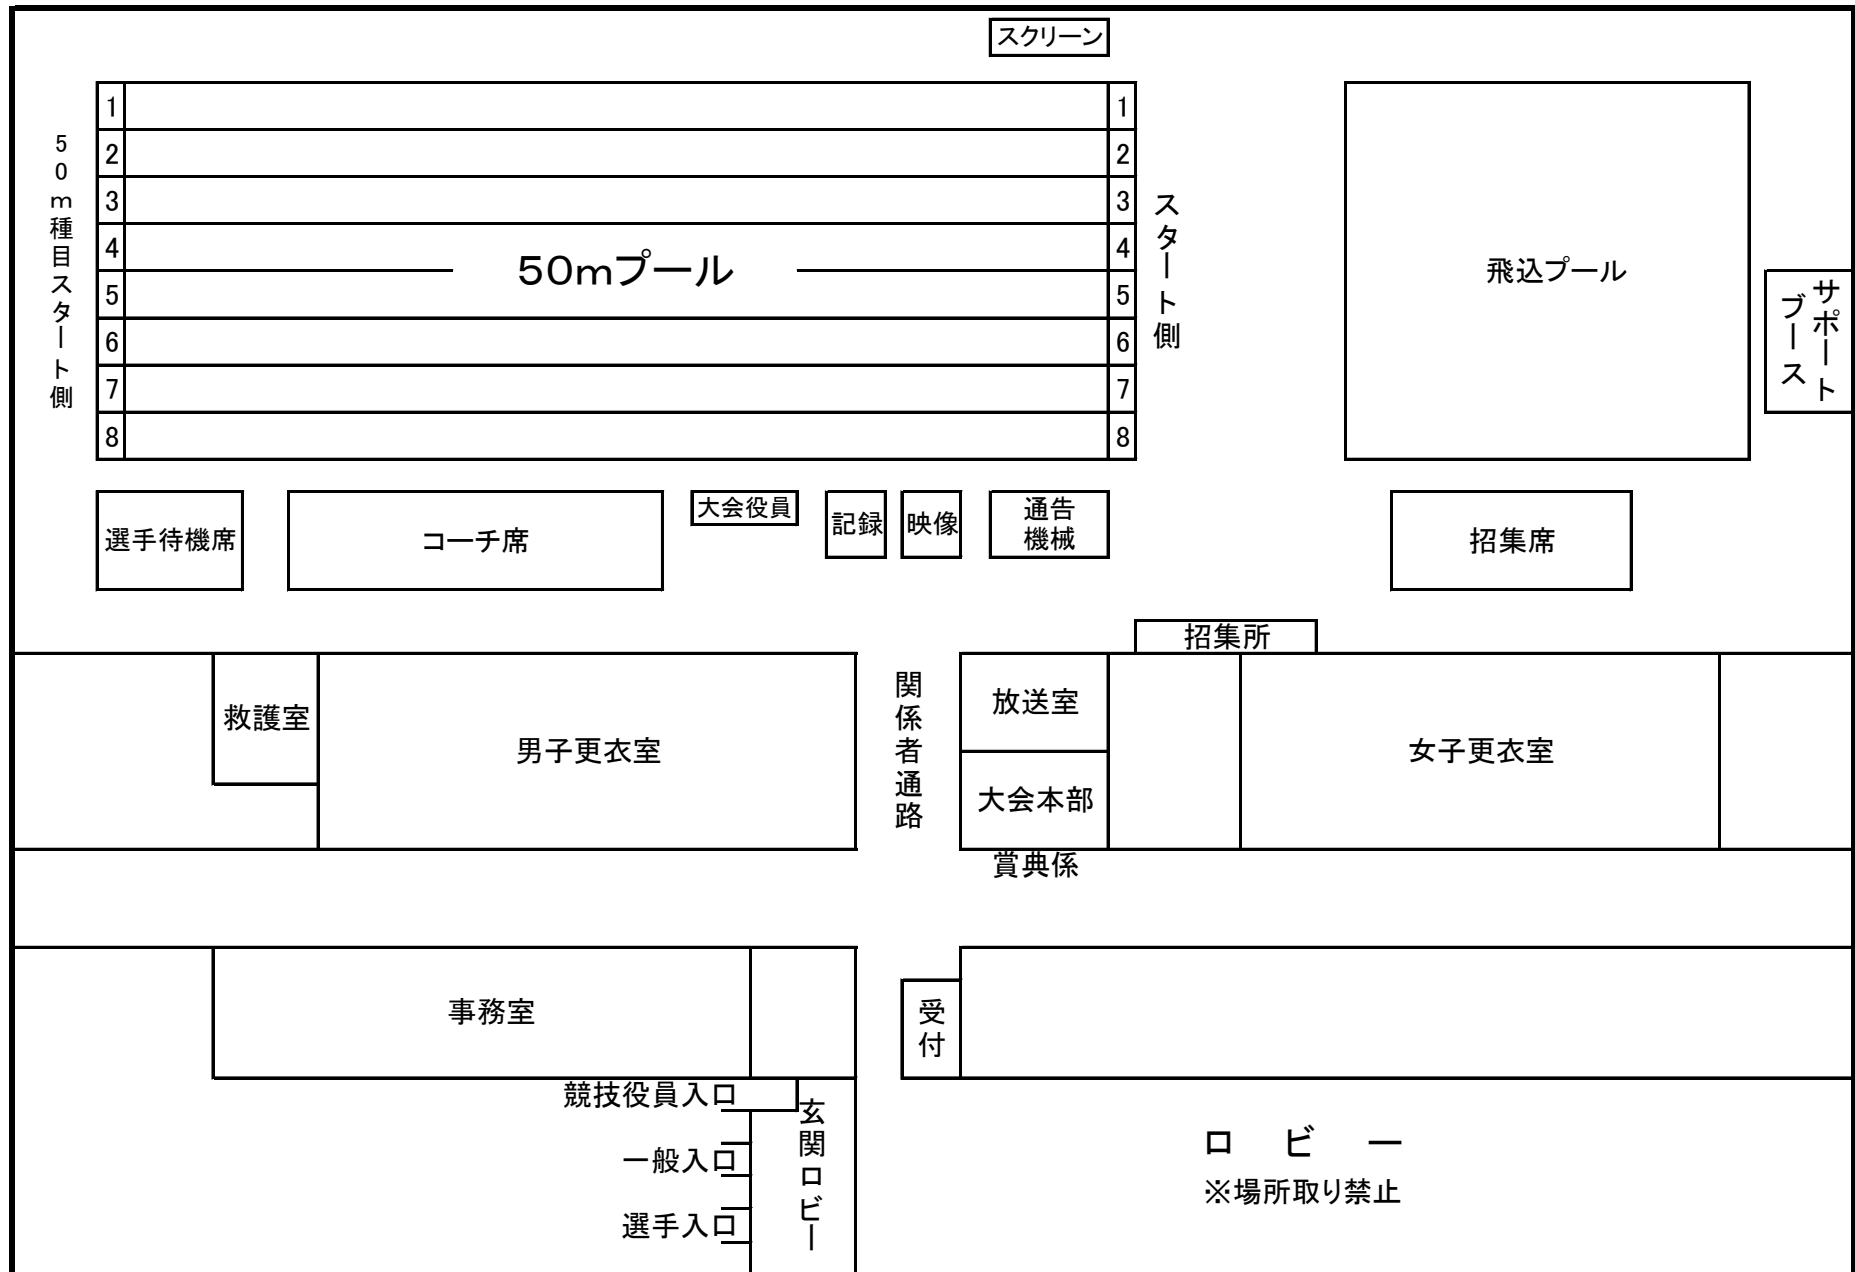 スクリーン
50m種目スタート側
1
2
3
4
5
6
7
8
50mプール
1
2
3
4
5
6
7
8
スタート側
飛込プール
サポート
ブース
選手待機席
コーチ席
大会役員
記録
映像
通告
機械
招集席
招集所
救護室
男子更衣室
関係者通路
放送室
大会本部
賞典係
女子更衣室
事務室
受付
競技役員入口
一般入口
選手入口
玄関ロビー
ロビー
※場所取り禁止